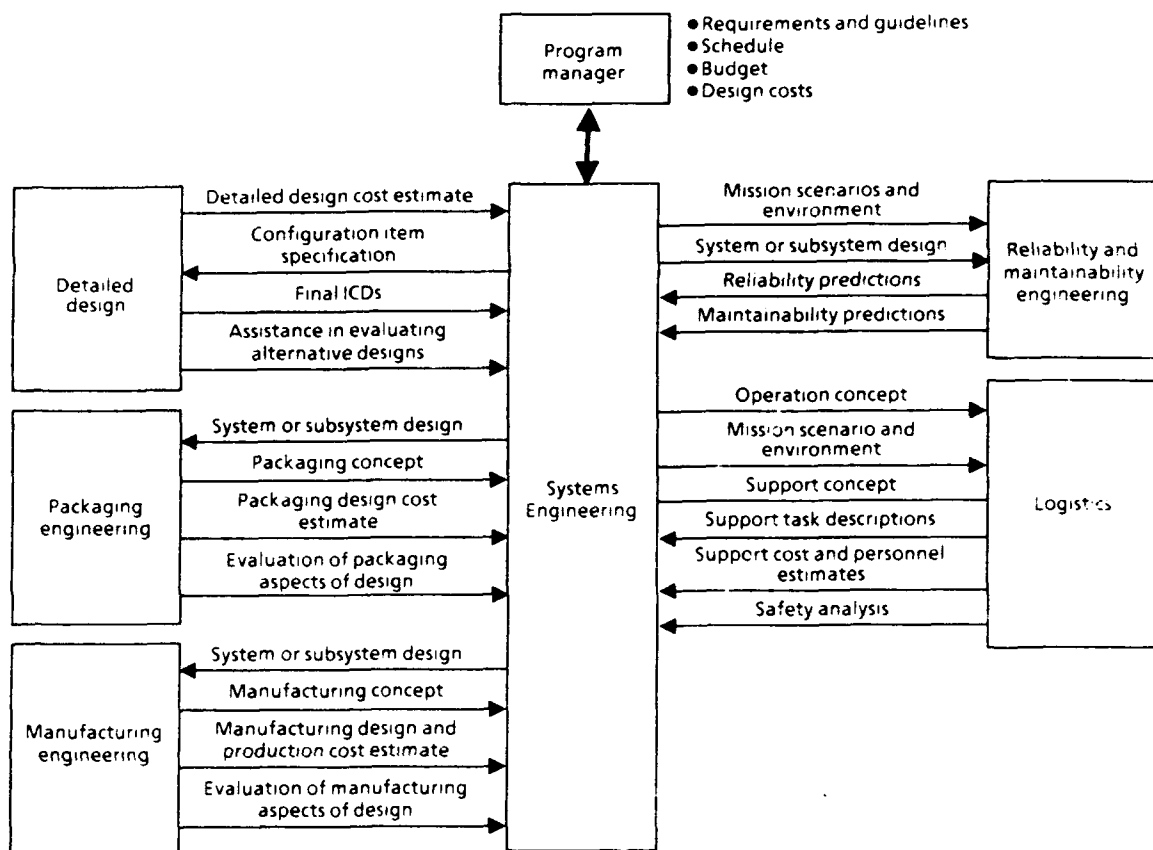 Program
manager
● Requirements and guidelines
● Schedule
● Budget
● Design costs
Detailed
design
Detailed design cost estimate
Configuration item
specification
Final ICDs
Assistance in evaluating
alternative designs
Packaging
engineering
System or subsystem design
Packaging concept
Packaging design cost
estimate
Evaluation of packaging
aspects of design
Manufacturing
engineering
System or subsystem design
Manufacturing concept
Manufacturing design and
production cost estimate
Evaluation of manufacturing
aspects of design
Systems
Engineering
Mission scenarios and
environment
System or subsystem design
Reliability predictions
Maintainability predictions
Reliability and
maintainability
engineering
Operation concept
Mission scenario and
environment
Support concept
Support task descriptions
Support cost and personnel
estimates
Safety analysis
Logistics